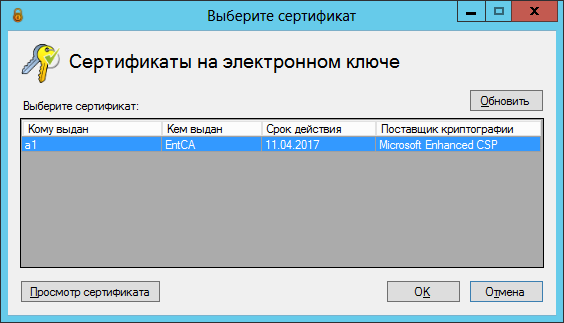 Выберите сертификат
Сертификаты на электронном ключе
Обновить
Выберите сертификат:
Кому выдан Кем выдан Срок действия Поставщик криптографии
a1 EntCA 11.04.2017 Microsoft Enhanced CSP
Просмотр сертификата OK Отмена